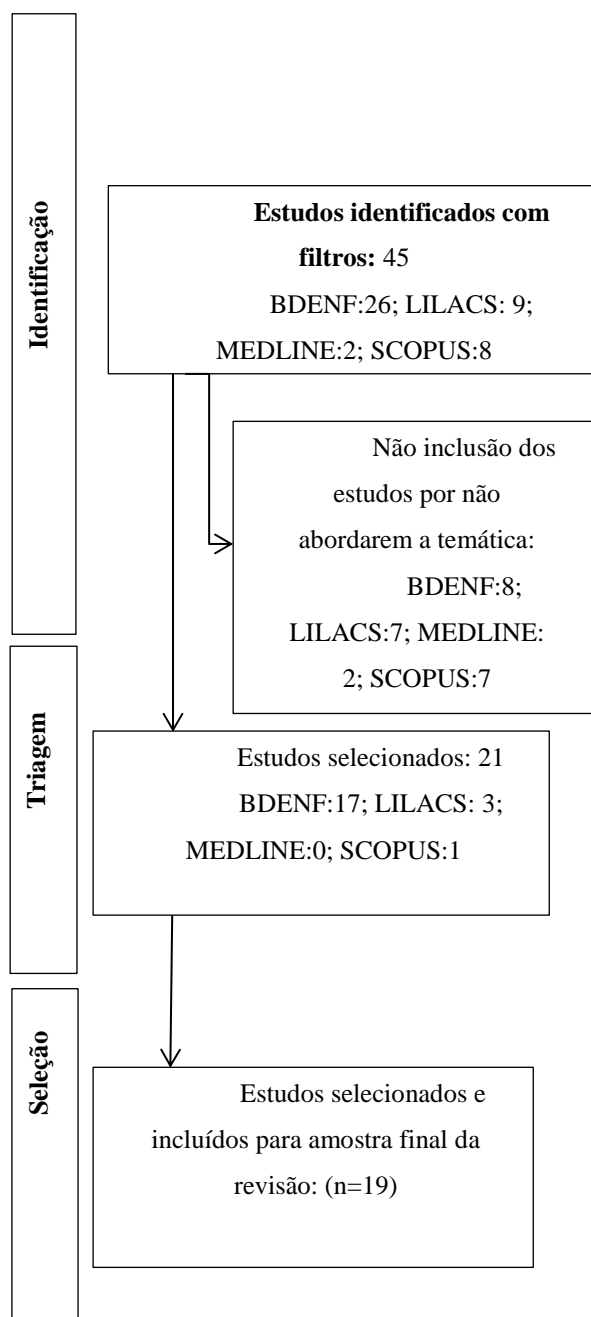 Identificação
Estudos identificados com
filtros: 45
BDENF:26; LILACS: 9;
MEDLINE:2; SCOPUS:8
Não inclusão dos
estudos por não
abordarem a temática:
BDENF:8;
LILACS:7; MEDLINE:
2; SCOPUS:7
Triagem
Estudos selecionados: 21
BDENF:17; LILACS: 3;
MEDLINE:0; SCOPUS:1
Seleção
Estudos selecionados e
incluídos para amostra final da
revisão: (n=19)